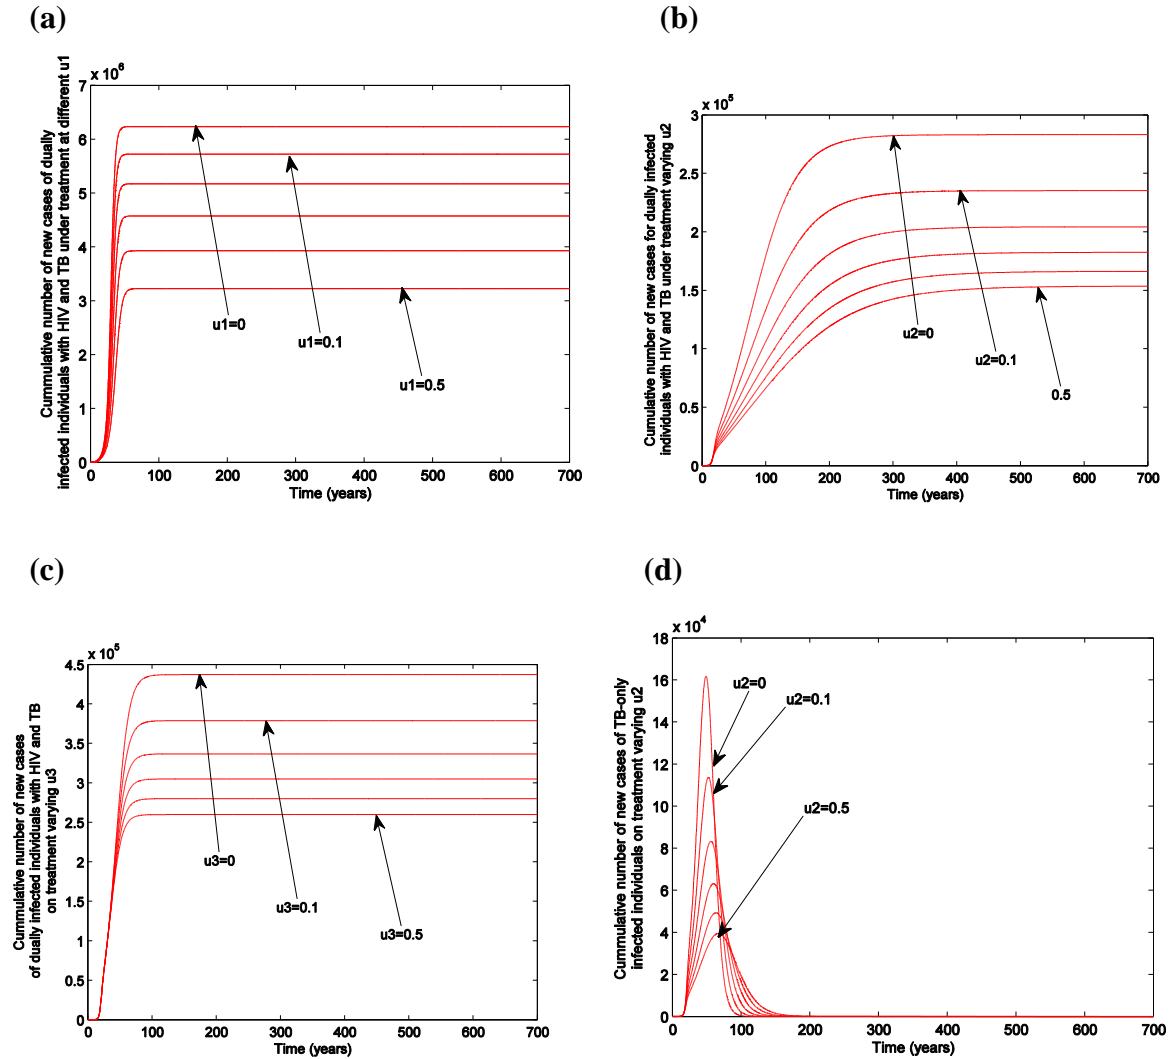 (a)
(b)
x 10^6
7
6
5
4
3
2
1
0
Cummulative number of new cases of dually
infected individuals with HIV and TB under treatment at different u1
u1=0
u1=0.1
u1=0.5
0 100 200 300 400 500 600 700
Time (years)
x 10^5
3
2.5
2
1.5
1
0.5
0
Cumulative number of new cases for dually infected
individuals with HIV and TB under treatment varying u2
u2=0
u2=0.1
0.5
0 100 200 300 400 500 600 700
Time (years)
(c)
(d)
x 10^5
4.5
4
3.5
3
2.5
2
1.5
1
0.5
0
Cummulative number of new cases
of dually infected individuals with HIV and TB
on treatment varying u3
u3=0
u3=0.1
u3=0.5
0 100 200 300 400 500 600 700
Time (years)
x 10^4
18
16
14
12
10
8
6
4
2
0
Cummulative number of new cases of TB-only
infected individuals on treatment varying u2
u2=0
u2=0.1
u2=0.5
0 100 200 300 400 500 600 700
Time (years)